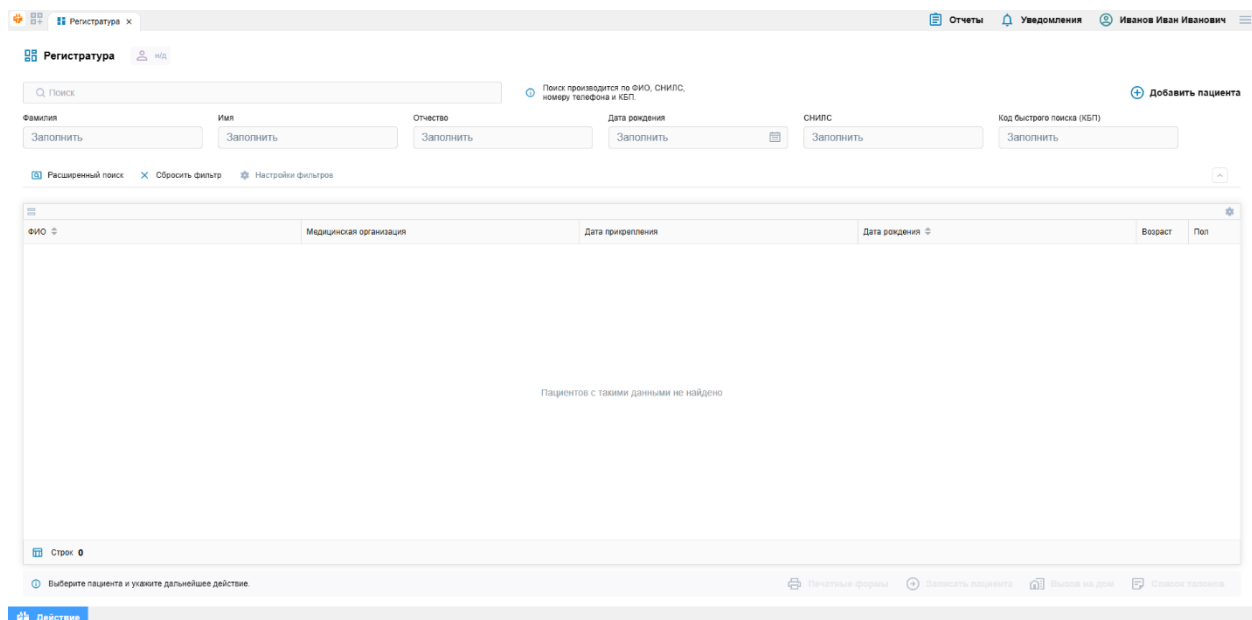 Регистратура x
Отчеты
Уведомления
Иванов Иван Иванович
Регистратура
н/д
Поиск
Поиск производится по ФИО, СНИЛС,
номеру телефона и КБП.
Добавить пациента
Фамилия
Имя
Отчество
Дата рождения
СНИЛС
Код быстрого поиска (КБП)
Заполнить
Заполнить
Заполнить
Заполнить
Заполнить
Заполнить
Расширенный поиск
Сбросить фильтр
Настройки фильтров
ФИО
Медицинская организация
Дата прикрепления
Дата рождения
Возраст
Пол
Пациентов с такими данными не найдено
Строк 0
Выберите пациента и укажите дальнейшее действие.
Печатные формы
Записать пациента
Вызов на дом
Список талонов
Действие